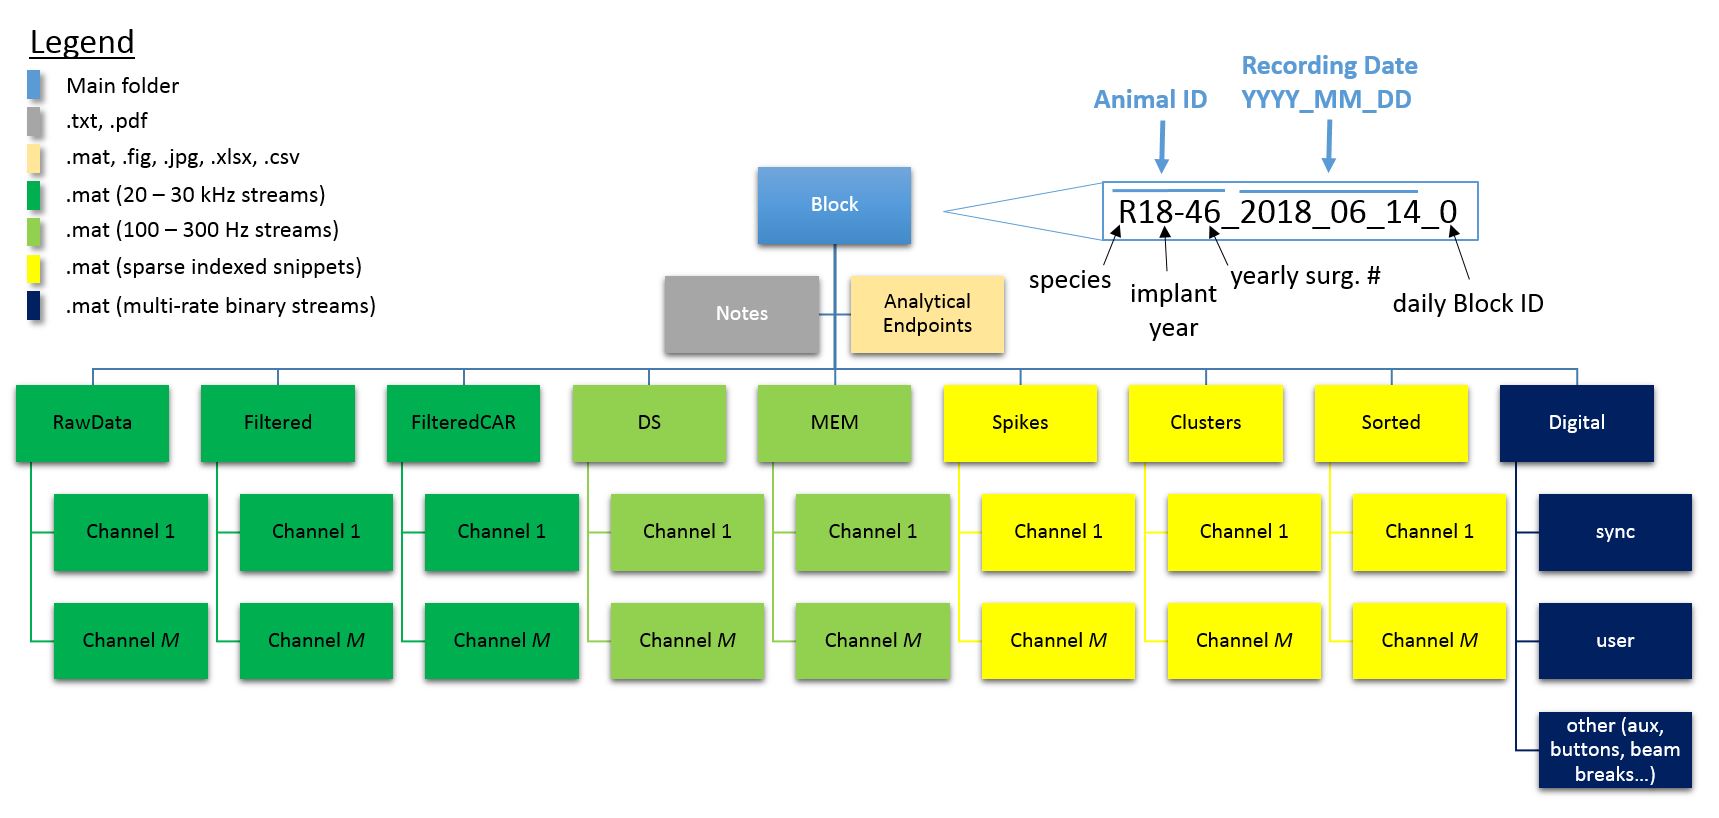 Legend
Main folder
.txt, .pdf
.mat, .fig, .jpg, .xlsx, .csv
.mat (20 – 30 kHz streams)
.mat (100 – 300 Hz streams)
.mat (sparse indexed snippets)
.mat (multi-rate binary streams)
Recording Date
Animal ID
YYYY_MM_DD
R18-46_2018_06_14_0
species
implant
year
yearly surg. #
daily Block ID
Block
Notes
Analytical
Endpoints
RawData
Filtered
FilteredCAR
DS
MEM
Spikes
Clusters
Sorted
Digital
Channel 1
Channel 1
Channel 1
Channel 1
Channel 1
Channel 1
Channel 1
Channel 1
sync
Channel M
Channel M
Channel M
Channel M
Channel M
Channel M
Channel M
Channel M
user
other (aux,
buttons, beam
breaks...)